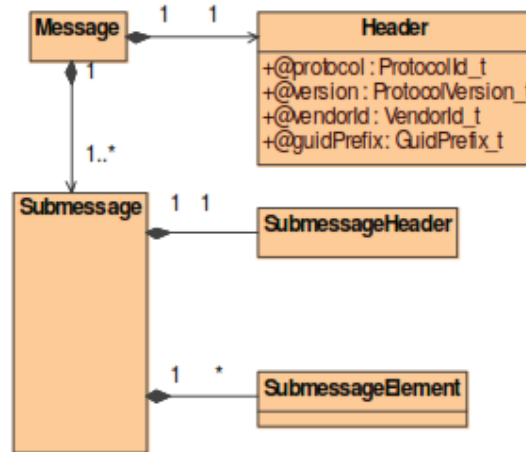 Message
1 1
Header
+@protocol : ProtocolId_t
+@version : ProtocolVersion_t
+@vendorId : VendorId_t
+@guidPrefix: GuidPrefix_t
1
1..*
Submessage
1 1
SubmessageHeader
1 *
SubmessageElement